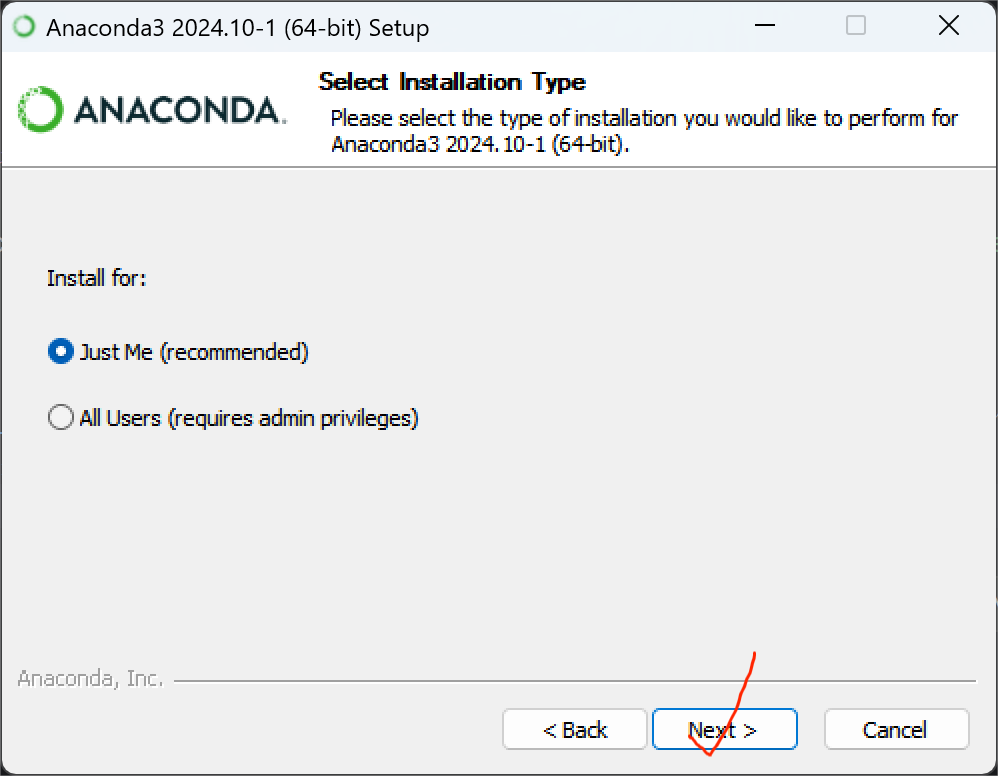 Anaconda3 2024.10-1 (64-bit) Setup
ANACONDA.
Select Installation Type
Please select the type of installation you would like to perform for
Anaconda3 2024.10-1 (64-bit).
Install for:
Just Me (recommended)
All Users (requires admin privileges)
Anaconda, Inc.
< Back
Next >
Cancel